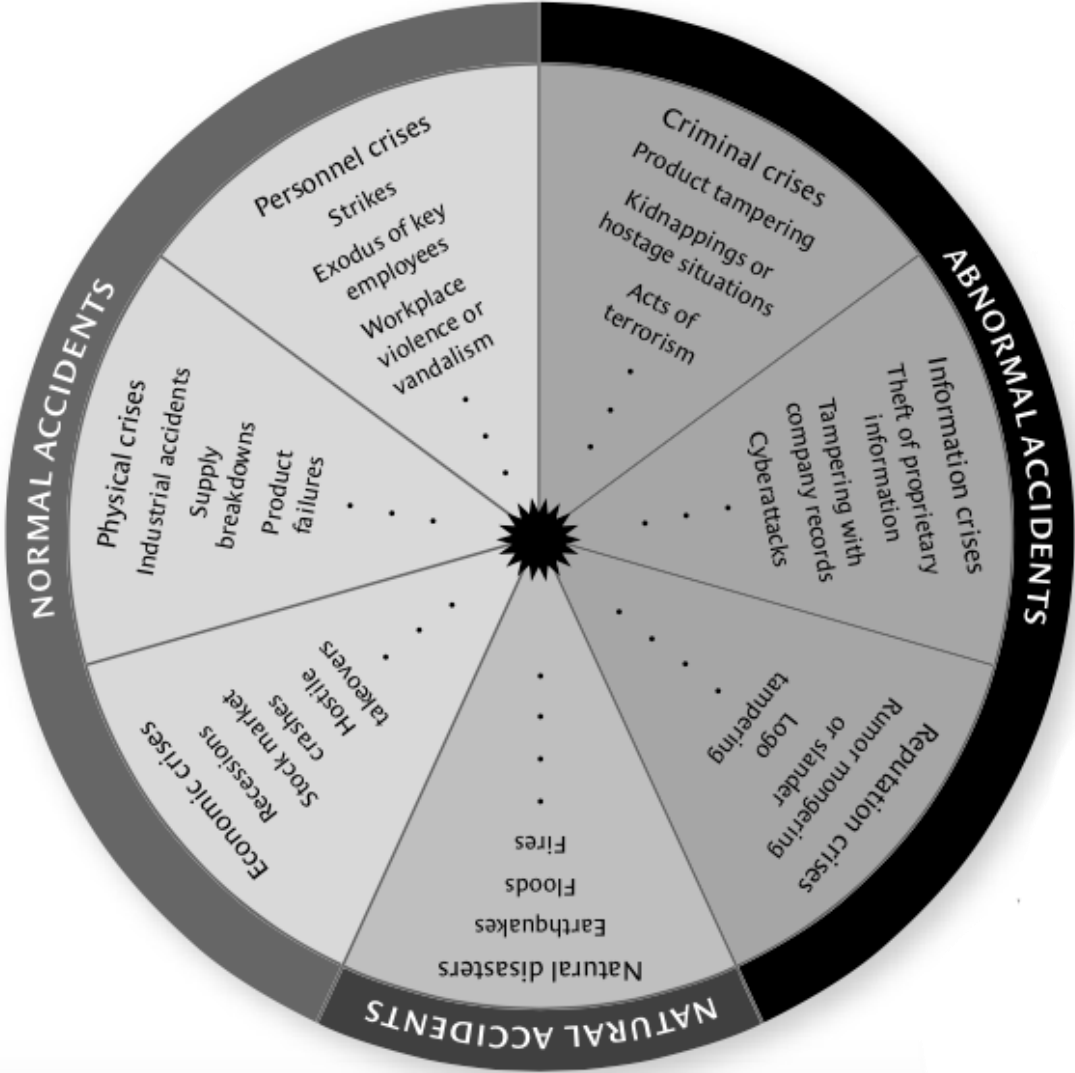 NORMAL ACCIDENTS
ABNORMAL ACCIDENTS
NATURAL ACCIDENTS
Personnel crises
Strikes
Exodus of key
employees
Workplace
violence or
vandalism
Criminal crises
Product tampering
Kidnappings or
hostage situations
Acts of
terrorism
Information crises
Theft of proprietary
information
Tampering with
company records
Cyberattacks
Reputation crises
Rumor mongering
or slander
Logo
tampering
Natural disasters
Earthquakes
Floods
Fires
Economic crises
Recessions
Stock market
crashes
Hostile
takeovers
Physical crises
Industrial accidents
Supply
breakdowns
Product
failures